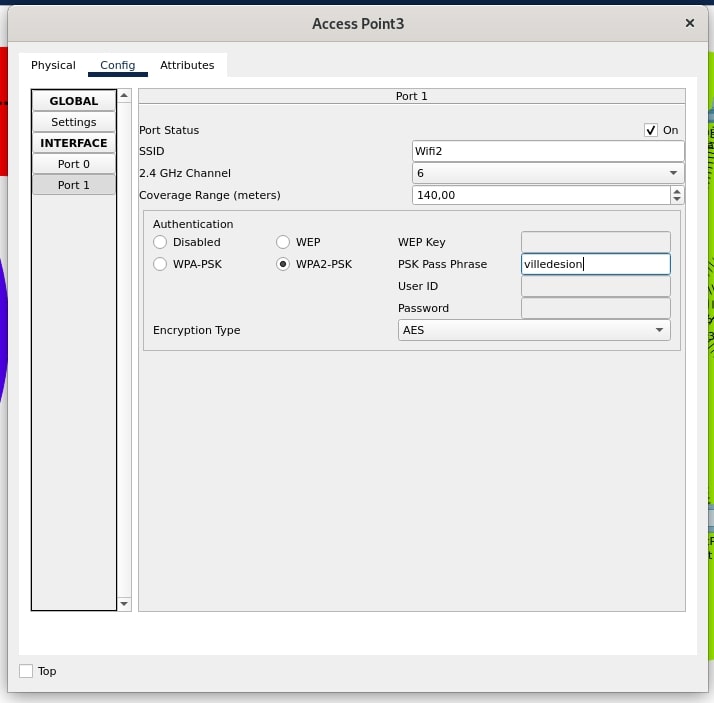 Access Point3
Physical Config Attributes
GLOBAL
Settings
INTERFACE
Port 0
Port 1
Port 1
Port Status On
SSID Wifi2
2.4 GHz Channel 6
Coverage Range (meters) 140,00
Authentication
Disabled WEP WEP Key
WPA-PSK WPA2-PSK PSK Pass Phrase villedesion
User ID
Password
Encryption Type AES
Top